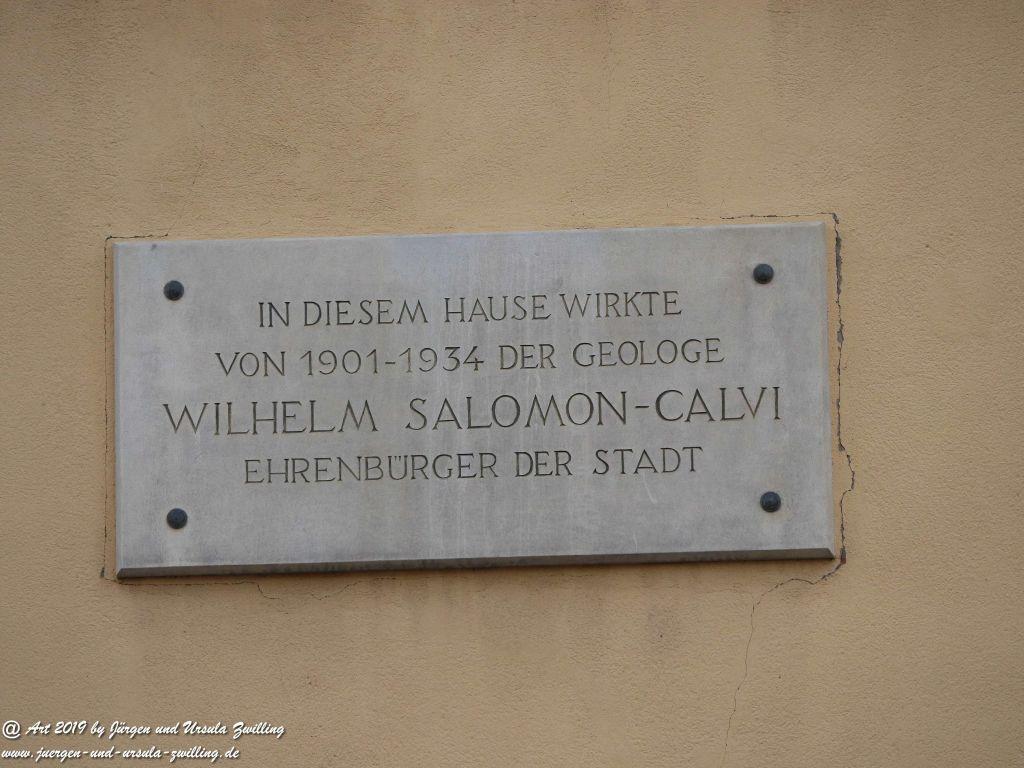 IN DIESEM HAUSE WIRKTE
VON 1901-1934 DER GEOLOGE
WILHELM SALOMON-CALVI
EHRENBÜRGER DER STADT
@ Art 2019 by Jürgen und Ursula Zwilling
www.juergen-und-ursula-zwilling.de